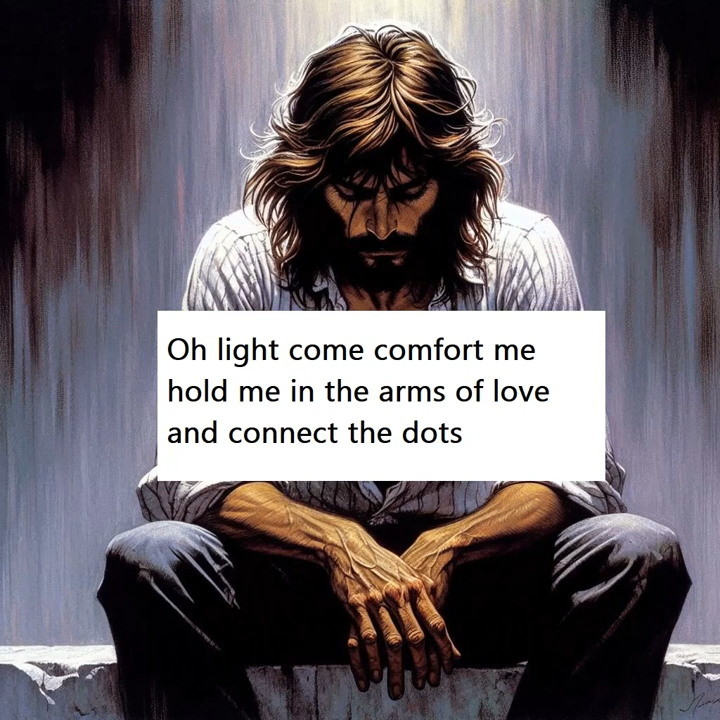 Oh light come comfort me
hold me in the arms of love
and connect the dots